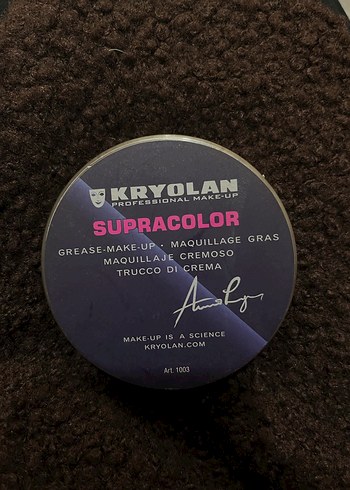 KRYOLAN
PROFESSIONAL MAKE-UP
SUPRACOLOR
GREASE-MAKE-UP · MAQUILLAGE GRAS
MAQUILLAJE CREMOSO
TRUCCO DI CREMA
MAKE-UP IS A SCIENCE
KRYOLAN.COM
Art. 1003